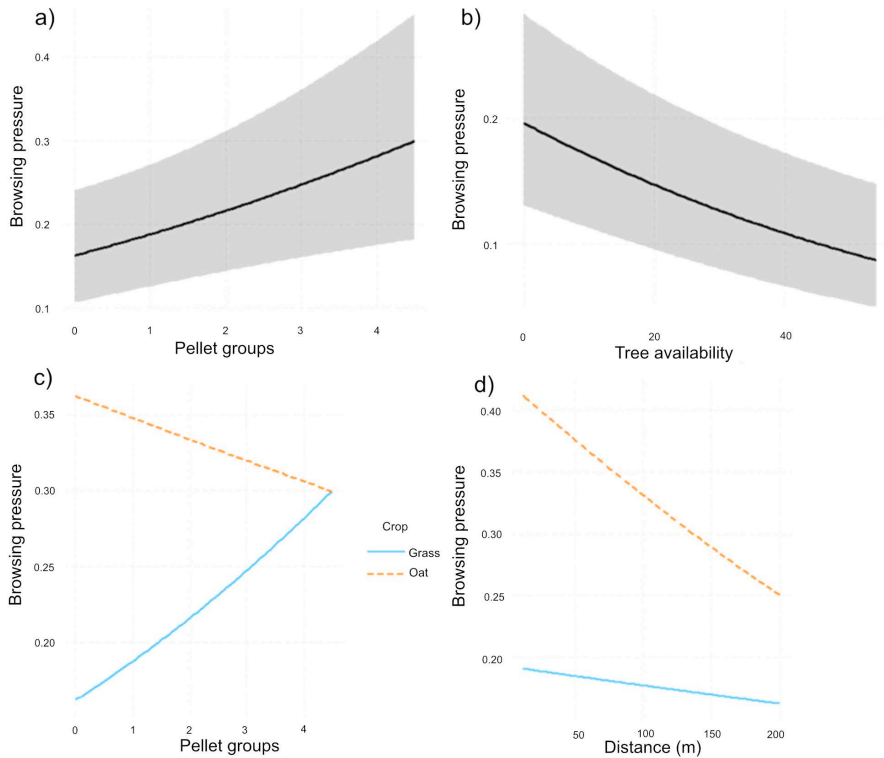 a)
Browsing pressure
0.4
0.3
0.2
0.1
0 1 2 3 4
Pellet groups
b)
Browsing pressure
0.2
0.1
0 20 40
Tree availability
c)
Browsing pressure
0.35
0.30
0.25
0.20
0 1 2 3 4
Pellet groups
Crop
Grass
Oat
d)
Browsing pressure
0.40
0.35
0.30
0.25
0.20
50 100 150 200
Distance (m)